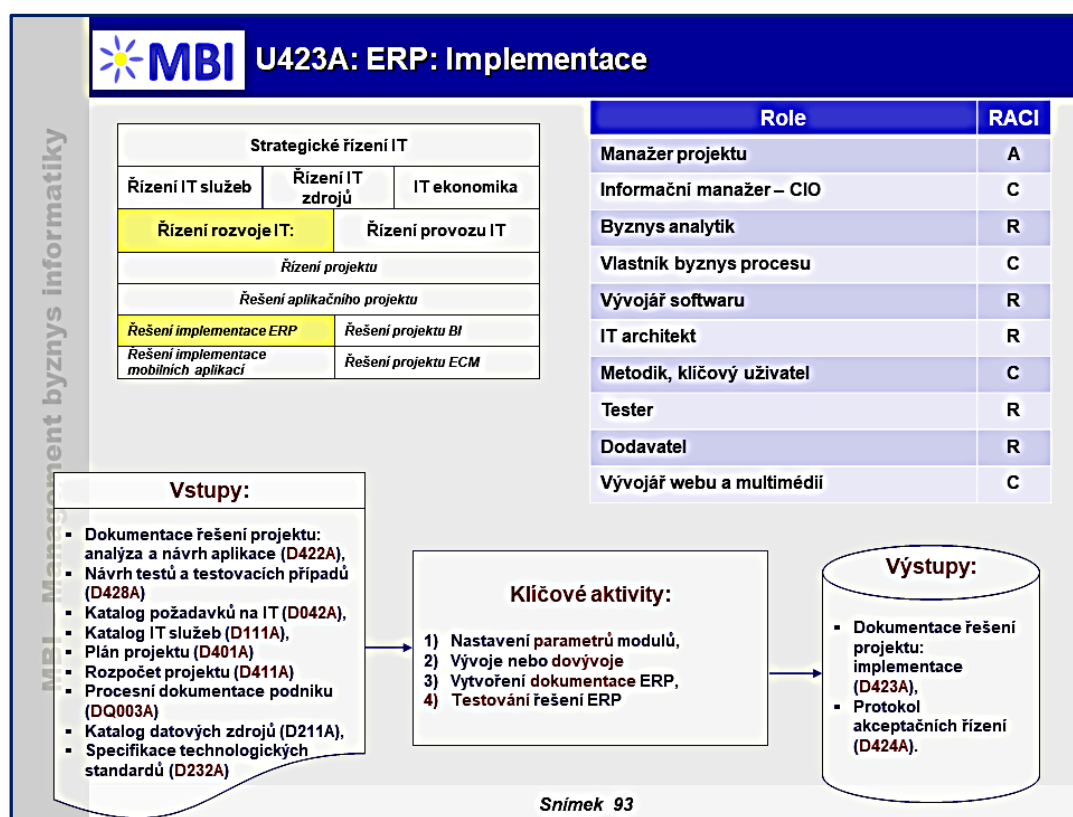 MBI
U423A: ERP: Implementace
MBI - Management byznys informatiky
Strategické řízení IT
Řízení IT služeb
Řízení IT
zdrojů
IT ekonomika
Řízení rozvoje IT:
Řízení provozu IT
Řízení projektu
Řešení aplikačního projektu
Řešení implementace ERP
Řešení projektu BI
Řešení implementace
mobilních aplikací
Řešení projektu ECM
Role RACI
Manažer projektu A
Informační manažer – CIO C
Byznys analytik R
Vlastník byznys procesu C
Vývojář softwaru R
IT architekt R
Metodik, klíčový uživatel C
Tester R
Dodavatel R
Vývojář webu a multimédií C
Vstupy:
▪ Dokumentace řešení projektu:
analýza a návrh aplikace (D422A),
▪ Návrh testů a testovacích případů
(D428A)
▪ Katalog požadavků na IT (D042A),
▪ Katalog IT služeb (D111A),
▪ Plán projektu (D401A)
▪ Rozpočet projektu (D411A)
▪ Procesní dokumentace podniku
(DQ003A)
▪ Katalog datových zdrojů (D211A),
▪ Specifikace technologických
standardů (D232A)
Klíčové aktivity:
1) Nastavení parametrů modulů,
2) Vývoje nebo dovývoje
3) Vytvoření dokumentace ERP,
4) Testování řešení ERP
Výstupy:
▪ Dokumentace řešení
projektu:
implementace
(D423A),
▪ Protokol
akceptačních řízení
(D424A).
Snímek 93